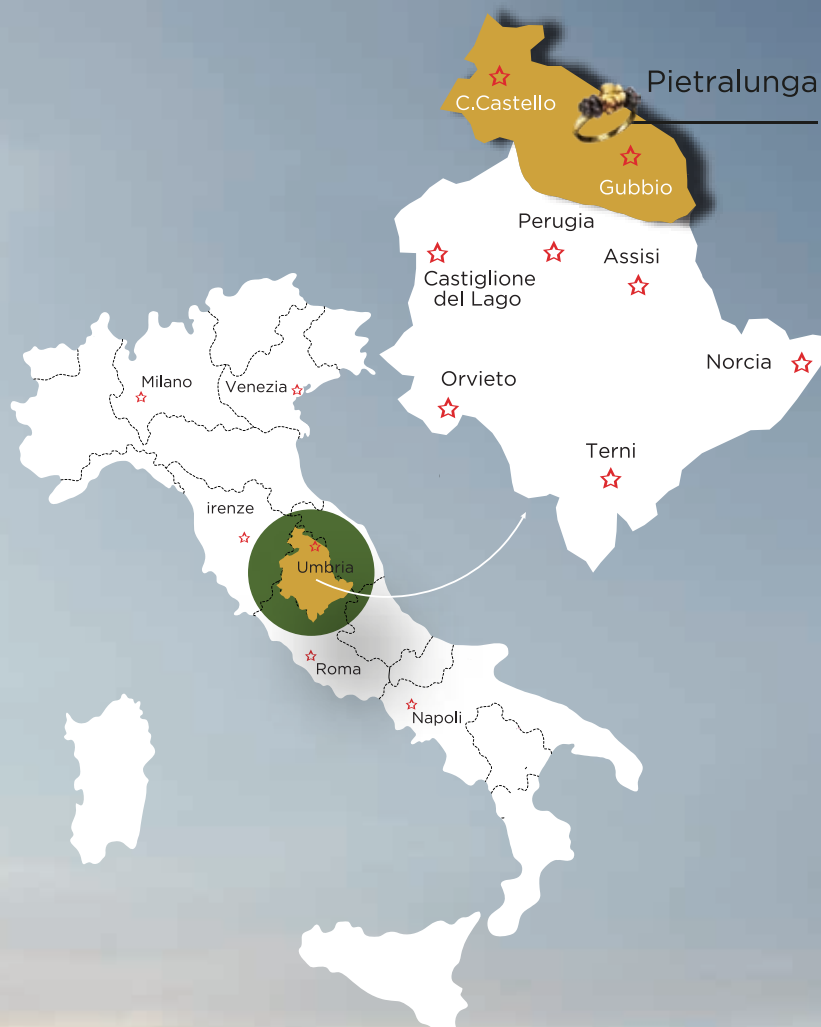 Pietralunga
C.Castello
Gubbio
Perugia
Assisi
Castiglione
del Lago
Norcia
Orvieto
Terni
Milano
Venezia
irenze
Umbria
Roma
Napoli